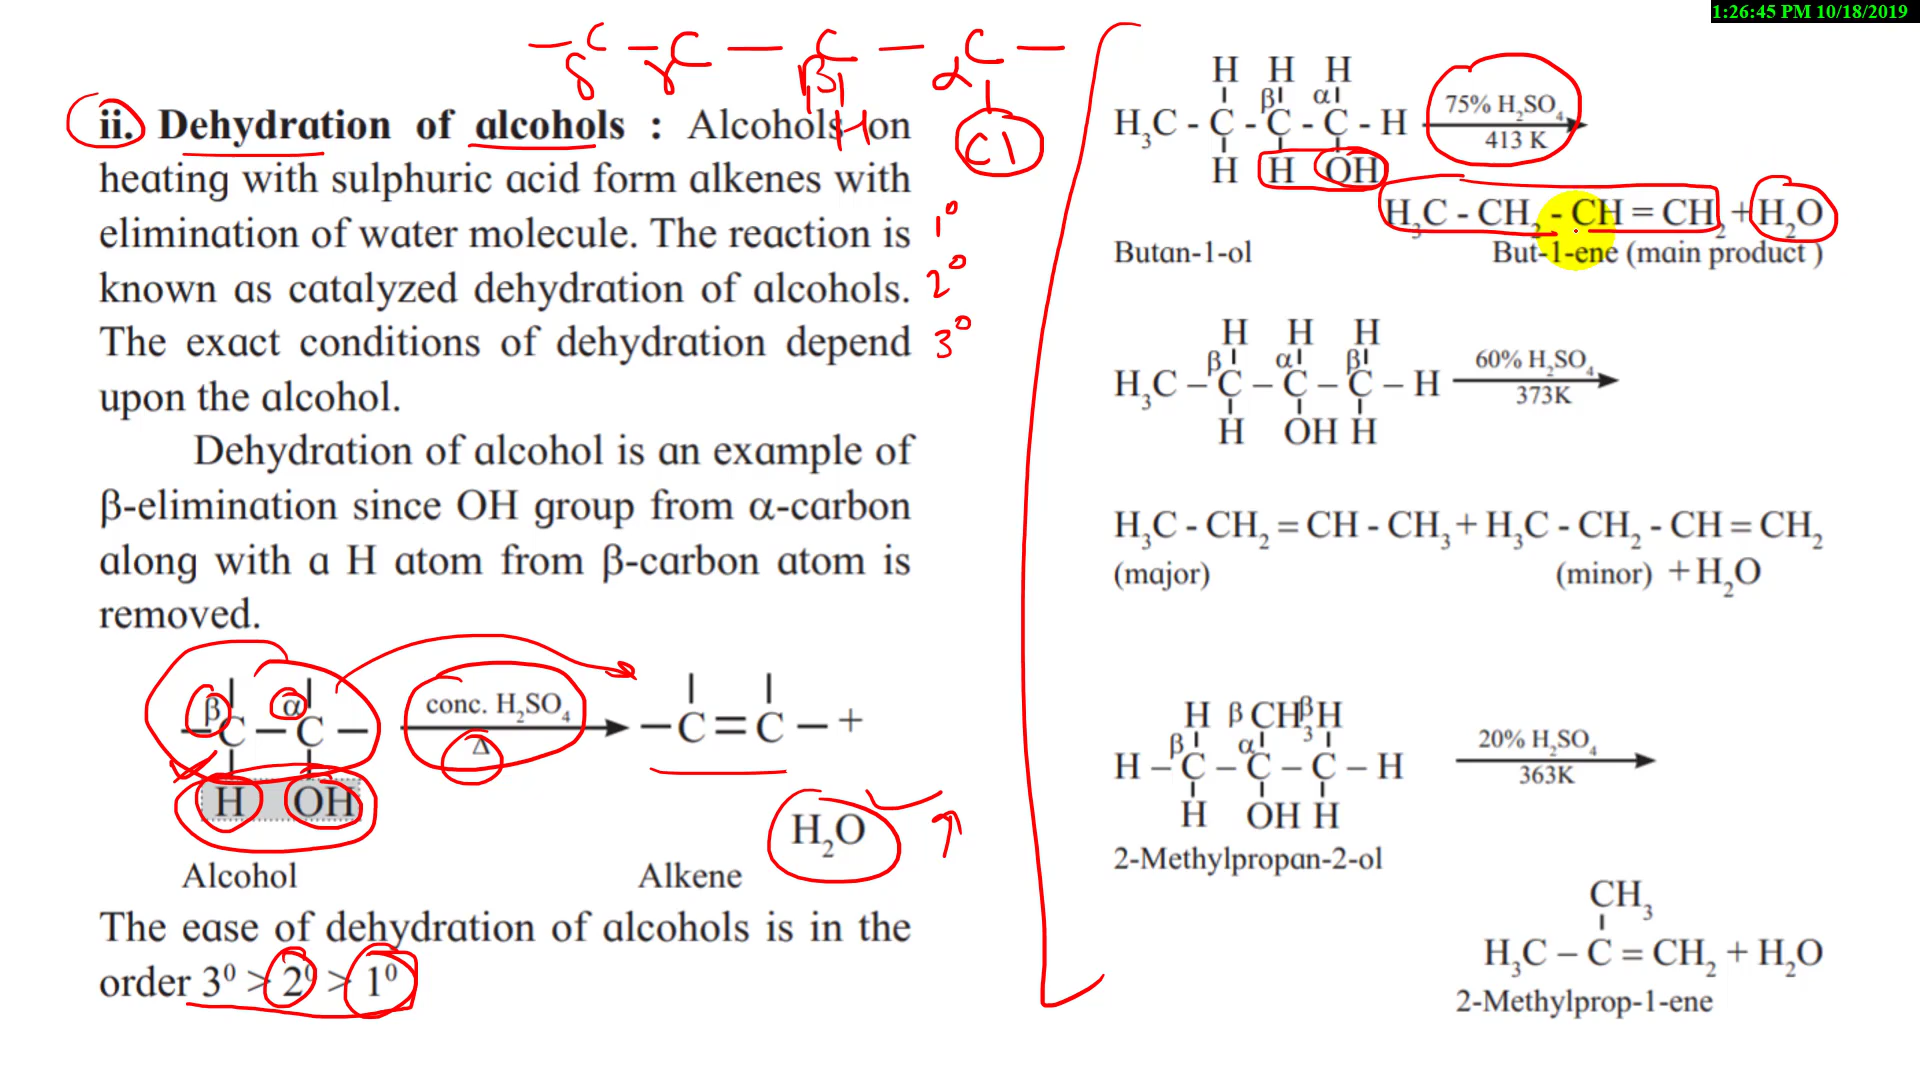 1:26:45 PM 10/18/2019
δC - γC - C - αC -
β
H
Cl
ii. Dehydration of alcohols : Alcohols on
heating with sulphuric acid form alkenes with
elimination of water molecule. The reaction is
known as catalyzed dehydration of alcohols.
The exact conditions of dehydration depend
upon the alcohol.
1⁰
2⁰
3⁰
Dehydration of alcohol is an example of
β-elimination since OH group from α-carbon
along with a H atom from β-carbon atom is
removed.
β α
– C – C – conc. H₂SO₄ – C = C – +
Δ
H OH
H₂O
Alcohol Alkene
The ease of dehydration of alcohols is in the
order 3⁰ > 2⁰ > 1⁰
H H H
β α
H₃C - C - C - C - H 75% H₂SO₄
413 K
H H OH
H₃C - CH₂ - CH = CH₂ + H₂O
Butan-1-ol But-1-ene (main product )
H H H
β α β
H₃C – C – C – C – H 60% H₂SO₄
373K
H OH H
H₃C - CH₂ = CH - CH₃ + H₃C - CH₂ - CH = CH₂
(major) (minor) + H₂O
H β CH₃ β H
β α
H – C – C – C – H 20% H₂SO₄
363K
H OH H
2-Methylpropan-2-ol
CH₃
H₃C – C = CH₂ + H₂O
2-Methylprop-1-ene